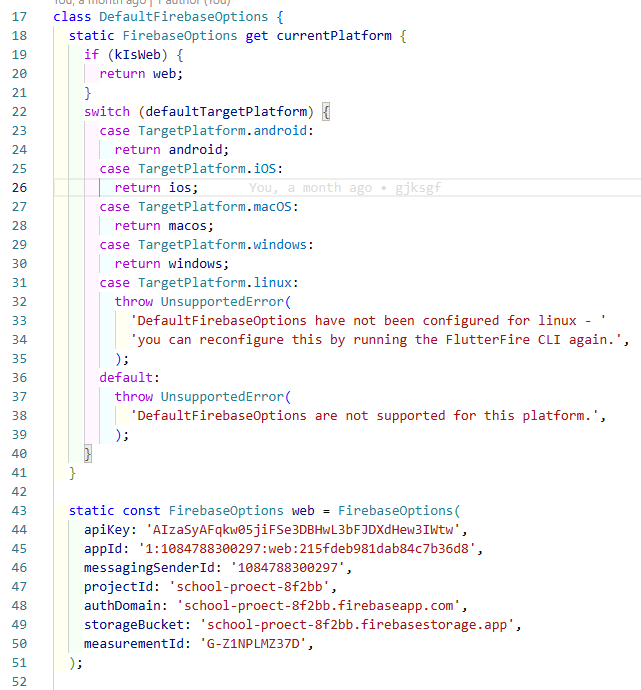 You, a month ago | 1 author (You)
17 class DefaultFirebaseOptions {
18 static FirebaseOptions get currentPlatform {
19 if (kIsWeb) {
20 return web;
21 }
22 switch (defaultTargetPlatform) {
23 case TargetPlatform.android:
24 return android;
25 case TargetPlatform.iOS:
26 return ios; You, a month ago • gjksgf
27 case TargetPlatform.macOS:
28 return macos;
29 case TargetPlatform.windows:
30 return windows;
31 case TargetPlatform.linux:
32 throw UnsupportedError(
33 'DefaultFirebaseOptions have not been configured for linux - '
34 'you can reconfigure this by running the FlutterFire CLI again.',
35 );
36 default:
37 throw UnsupportedError(
38 'DefaultFirebaseOptions are not supported for this platform.',
39 );
40 }
41 }
42
43 static const FirebaseOptions web = FirebaseOptions(
44 apiKey: 'AIzaSyAFqkw05jiFSe3DBHwL3bFJDXdHew3IWtw',
45 appId: '1:1084788300297:web:215fdeb981dab84c7b36d8',
46 messagingSenderId: '1084788300297',
47 projectId: 'school-proect-8f2bb',
48 authDomain: 'school-proect-8f2bb.firebaseapp.com',
49 storageBucket: 'school-proect-8f2bb.firebasestorage.app',
50 measurementId: 'G-Z1NPLMZ37D',
51 );
52